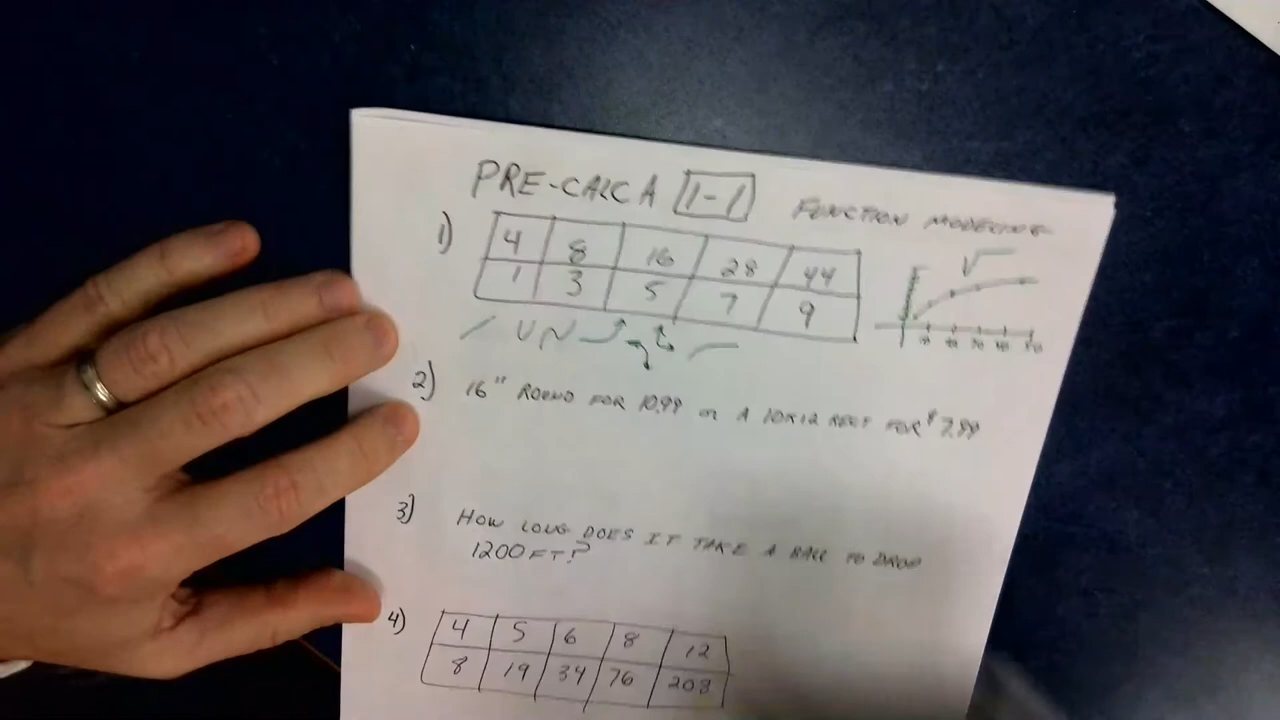 PRE-CALC A 1-1 FUNCTION MODELING
1) 4 8 16 28 44
1 3 5 7 9
2) 16" ROUND FOR 10.99 or A 10x12 RECT FOR $7.99
3) HOW LONG DOES IT TAKE A BALL TO DROP
1200 FT?
4) 4 5 6 8 12
8 19 34 76 208